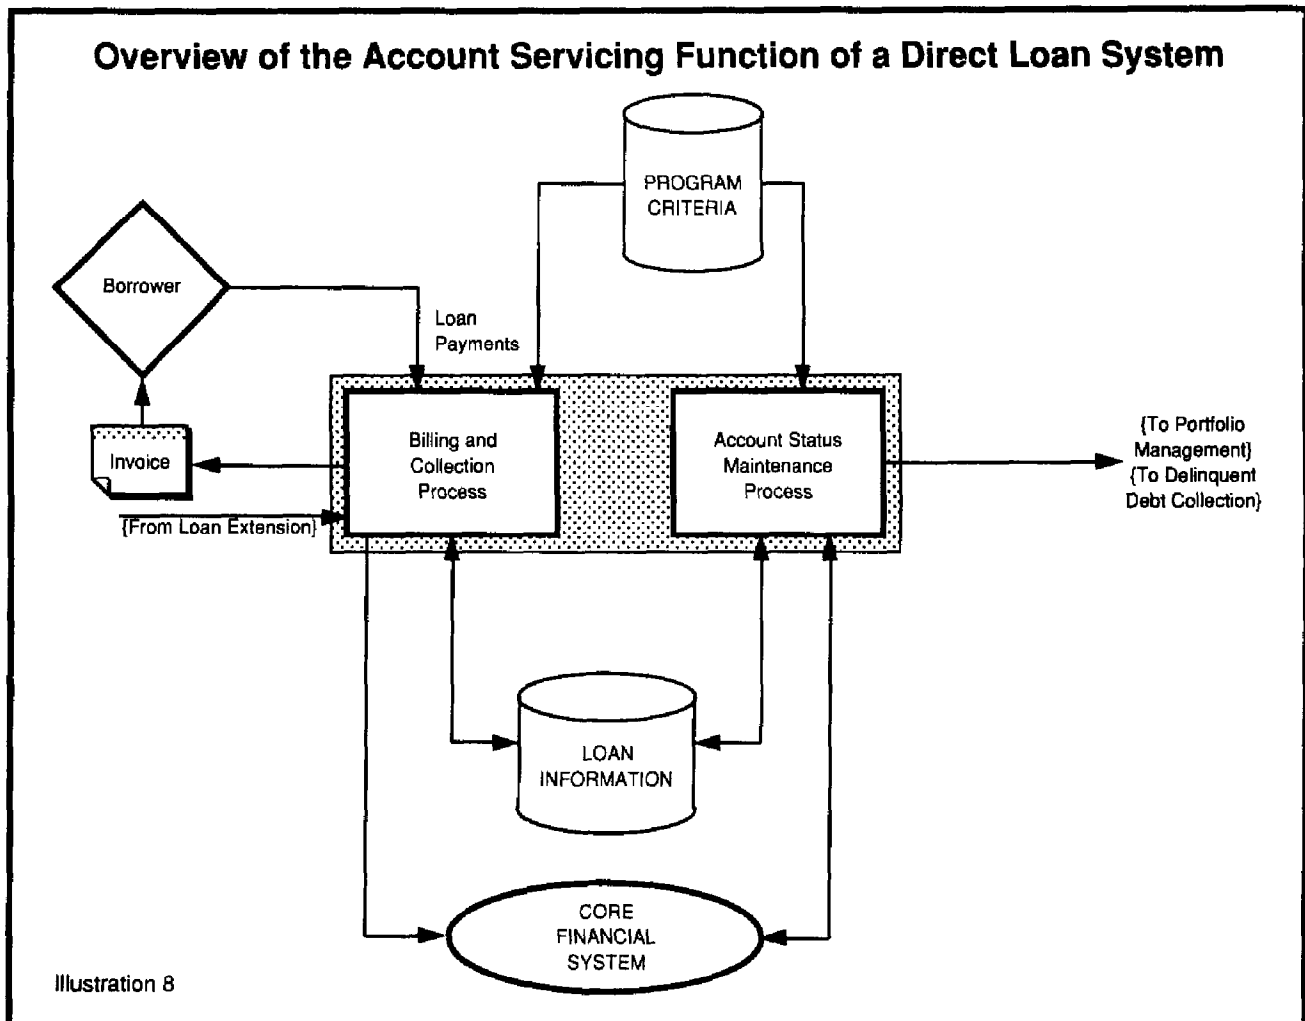 Overview of the Account Servicing Function of a Direct Loan System
PROGRAM
CRITERIA
Borrower
Loan
Payments
Invoice
Billing and
Collection
Process
Account Status
Maintenance
Process
{To Portfolio
Management}
{To Delinquent
Debt Collection}
{From Loan Extension}
LOAN
INFORMATION
CORE
FINANCIAL
SYSTEM
Illustration 8